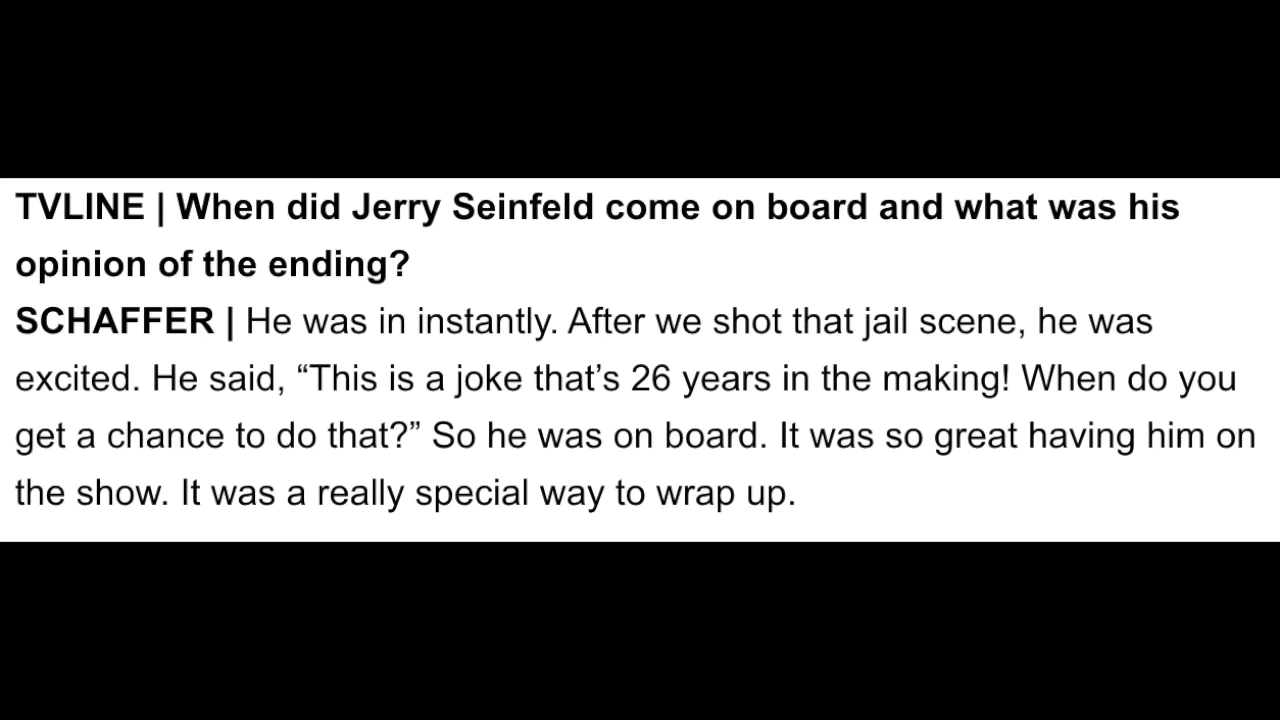 TVLINE | When did Jerry Seinfeld come on board and what was his
opinion of the ending?
SCHAFFER | He was in instantly. After we shot that jail scene, he was
excited. He said, “This is a joke that’s 26 years in the making! When do you
get a chance to do that?” So he was on board. It was so great having him on
the show. It was a really special way to wrap up.